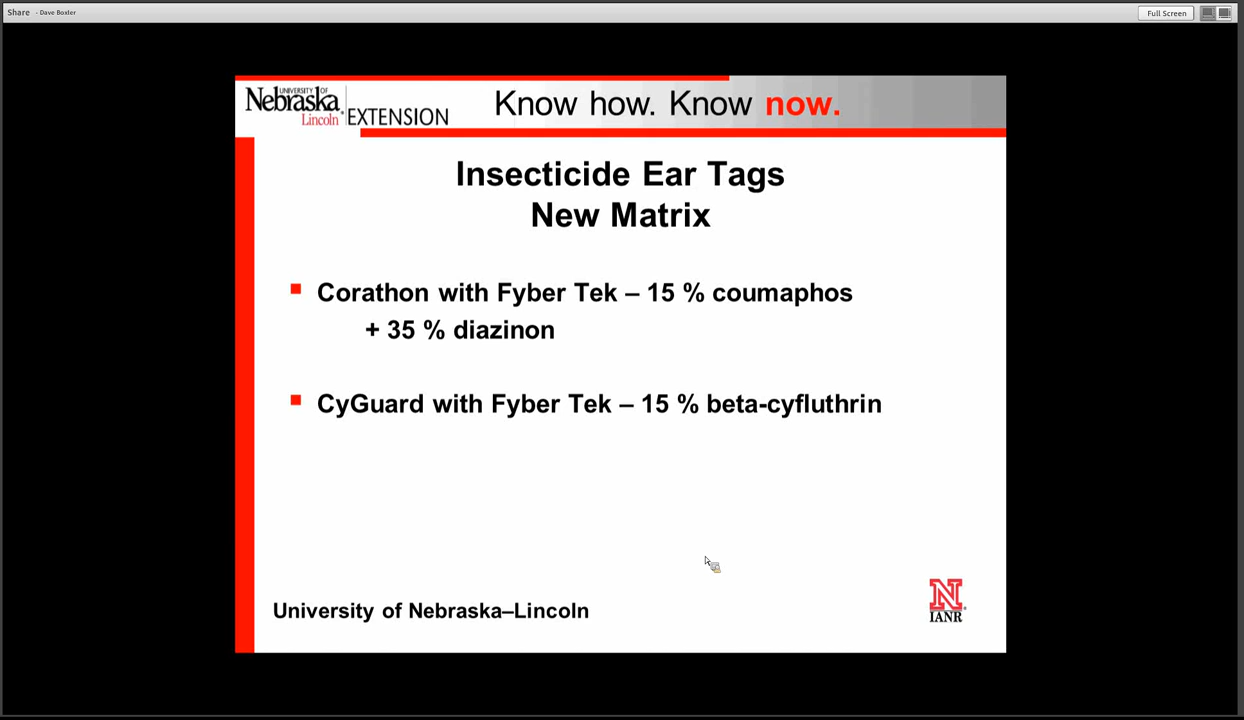 Share - Dave Boxler
Full Screen
UNIVERSITY OF
Nebraska
Lincoln
EXTENSION
Know how. Know now.
Insecticide Ear Tags
New Matrix
Corathon with Fyber Tek – 15 % coumaphos
+ 35 % diazinon
CyGuard with Fyber Tek – 15 % beta-cyfluthrin
University of Nebraska–Lincoln
N
IANR